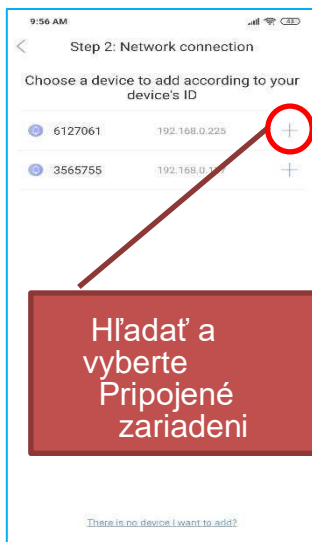 9:56 AM
Step 2: Network connection
Choose a device to add according to your
device's ID
6127061 192.168.0.225
3565755
Hľadať a
vyberte
Pripojené
zariadeni
There is no device I want to add?